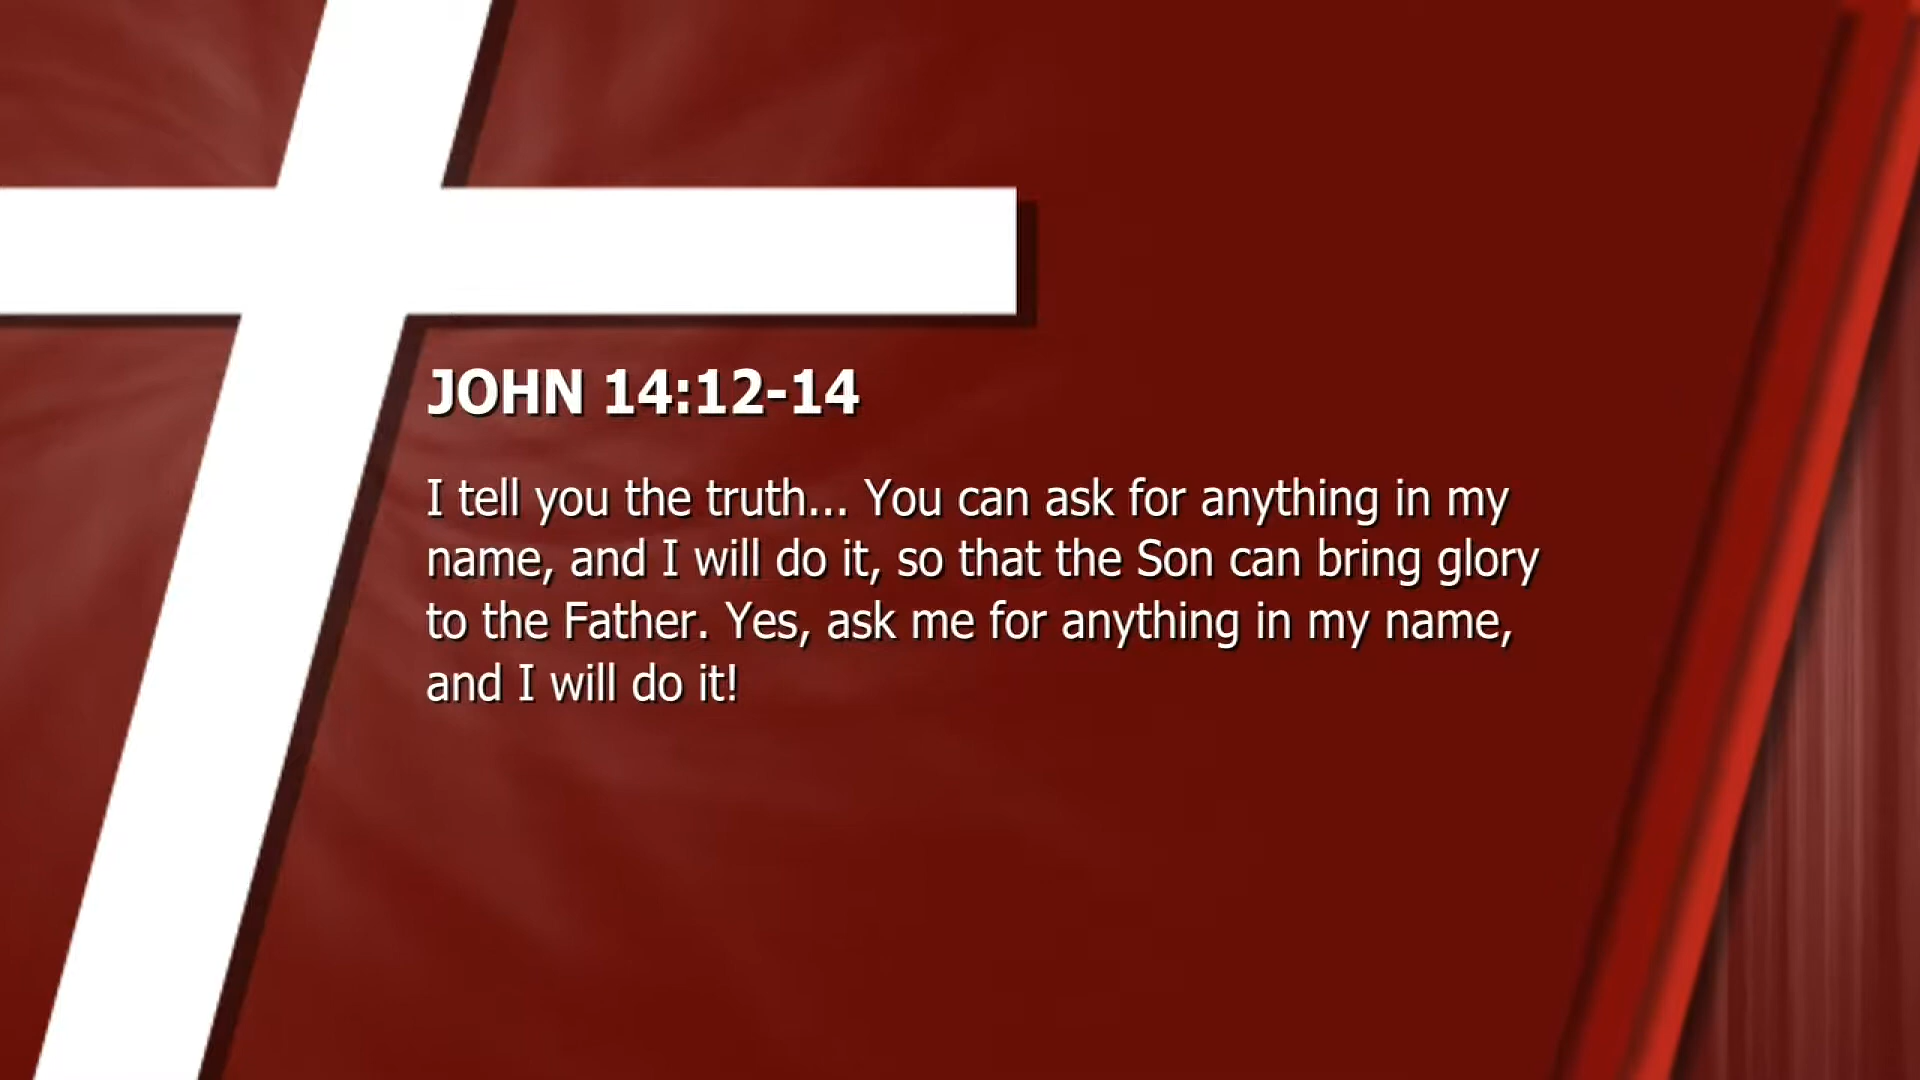 JOHN 14:12-14
I tell you the truth... You can ask for anything in my
name, and I will do it, so that the Son can bring glory
to the Father. Yes, ask me for anything in my name,
and I will do it!